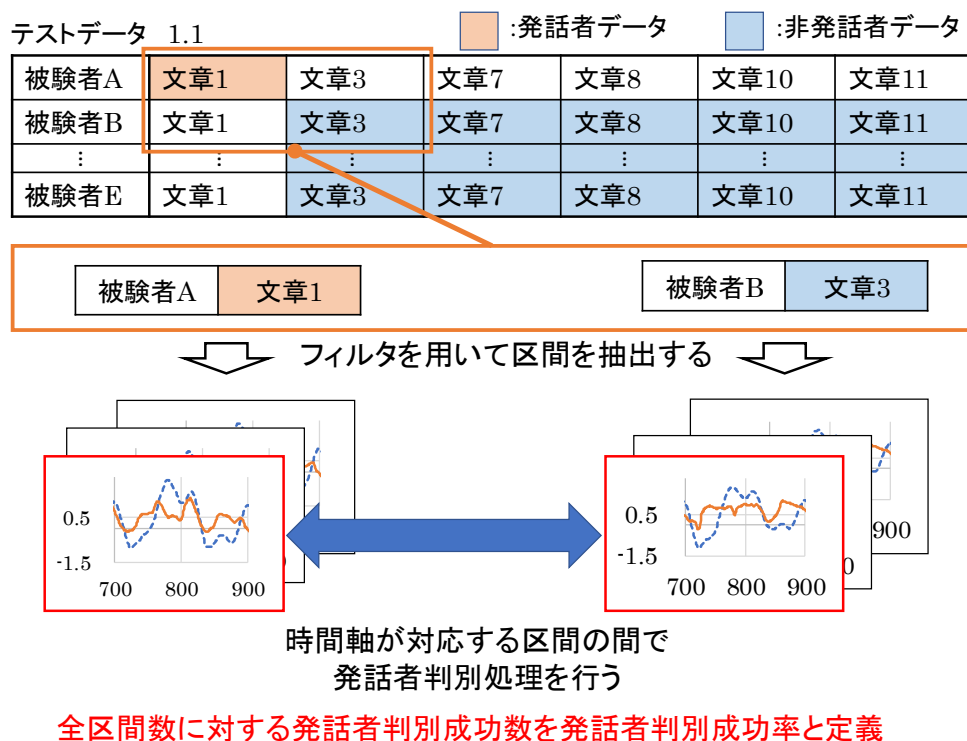 テストデータ 1.1 :発話者データ :非発話者データ
被験者A 文章1 文章3 文章7 文章8 文章10 文章11
被験者B 文章1 文章3 文章7 文章8 文章10 文章11
⋮ ⋮ ⋮ ⋮ ⋮ ⋮ ⋮
被験者E 文章1 文章3 文章7 文章8 文章10 文章11
被験者A 文章1 被験者B 文章3
フィルタを用いて区間を抽出する
0.5 0.5
900
-1.5 -1.5
0
700 800 900 700 800 900
時間軸が対応する区間の間で
発話者判別処理を行う
全区間数に対する発話者判別成功数を発話者判別成功率と定義